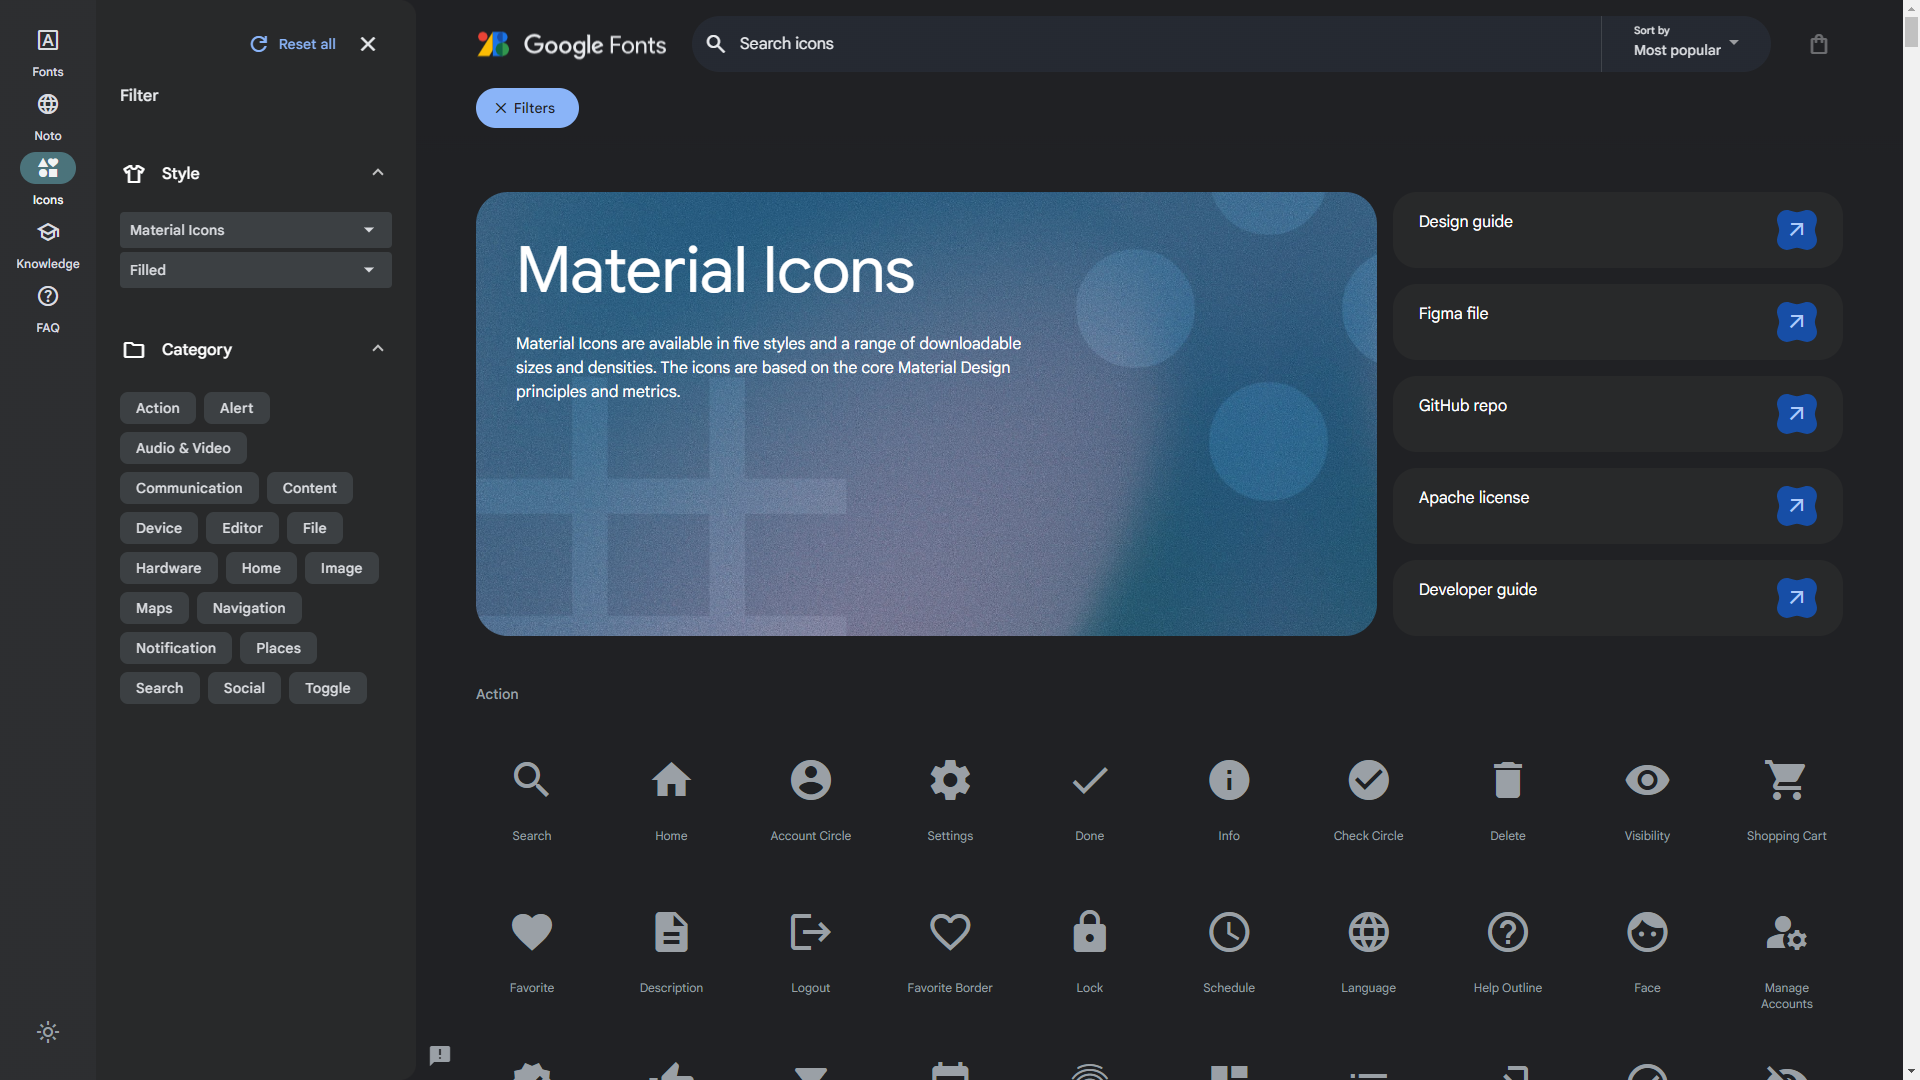 Fonts
Noto
Icons
Knowledge
FAQ
Reset all
Filter
Style
Material Icons
Filled
Category
Action
Alert
Audio & Video
Communication
Content
Device
Editor
File
Hardware
Home
Image
Maps
Navigation
Notification
Places
Search
Social
Toggle
Google Fonts
Search icons
Sort by
Most popular
Filters
Material Icons
Material Icons are available in five styles and a range of downloadable
sizes and densities. The icons are based on the core Material Design
principles and metrics.
Design guide
Figma file
GitHub repo
Apache license
Developer guide
Action
Search
Home
Account Circle
Settings
Done
Info
Check Circle
Delete
Visibility
Shopping Cart
Favorite
Description
Logout
Favorite Border
Lock
Schedule
Language
Help Outline
Face
Manage
Accounts